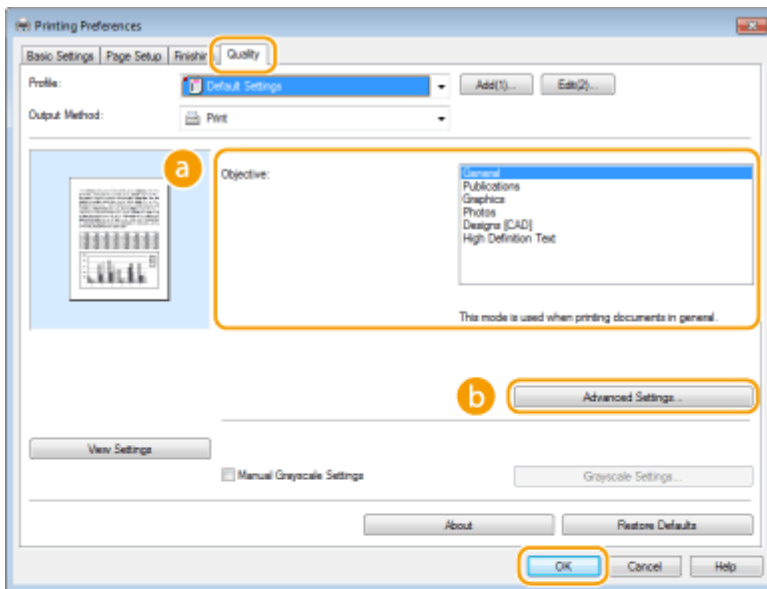 Printing Preferences
Basic Settings Page Setup Finishin Quality
Profile: Default Settings Add(1)... Edit(2)...
Output Method: Print
a
Objective: General
Publications
Graphics
Photos
Designs [CAD]
High Definition Text
This mode is used when printing documents in general.
b Advanced Settings...
View Settings
Manual Grayscale Settings Grayscale Settings...
About Restore Defaults
OK Cancel Help